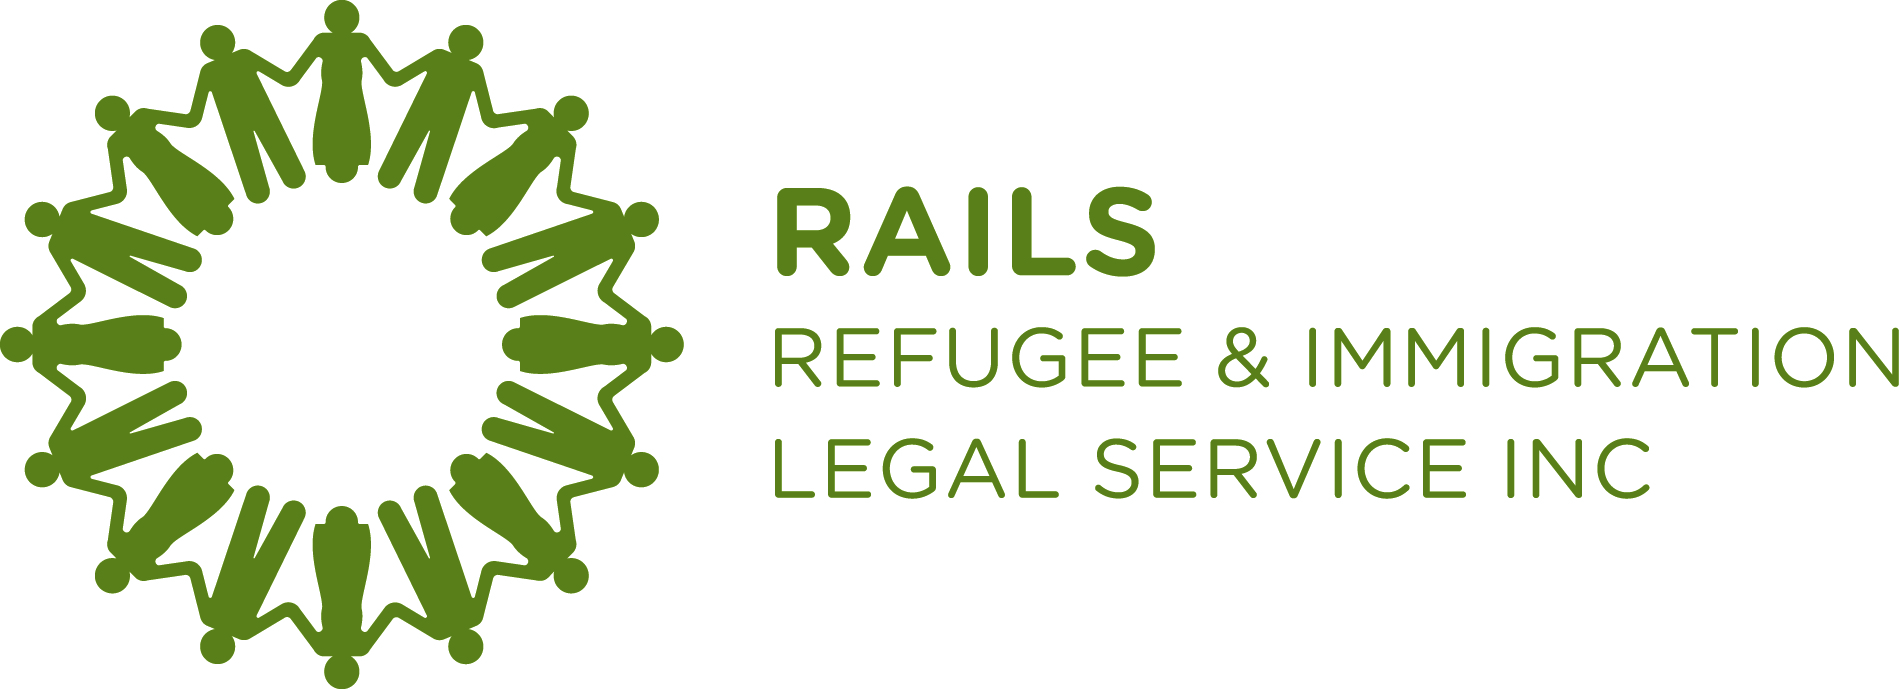 RAILS
REFUGEE & IMMIGRATION
LEGAL SERVICE INC